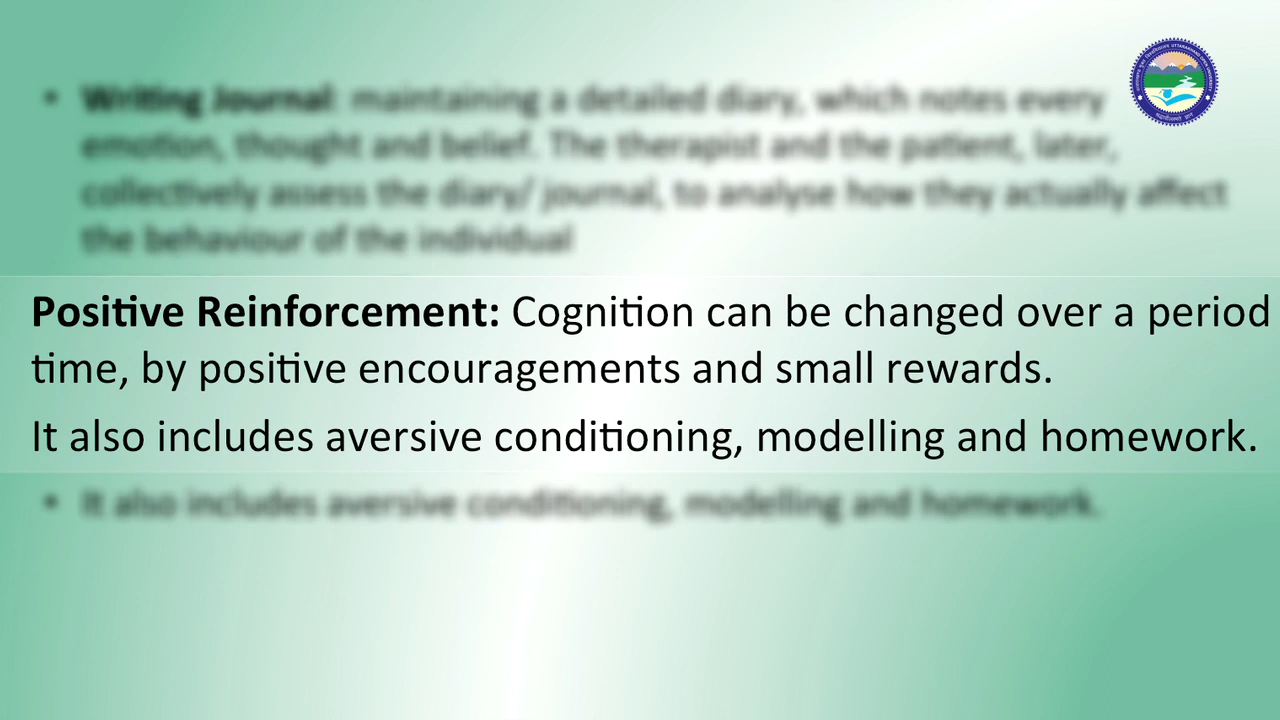 • Writing Journal: maintaining a detailed diary, which notes every
emotion, thought and belief. The therapist and the patient, later,
collectively assess the diary/ journal, to analyse how they actually affect
the behaviour of the individual
Positive Reinforcement: Cognition can be changed over a period
time, by positive encouragements and small rewards.
It also includes aversive conditioning, modelling and homework.
• It also includes aversive conditioning, modelling and homework.